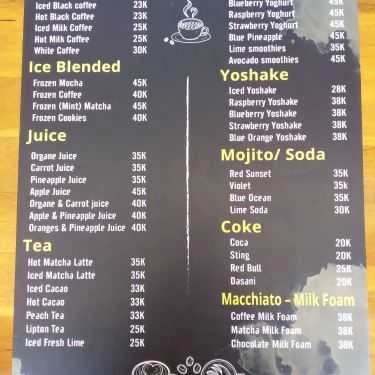 Iced Black coffee 23K
Hot Black Coffee 23K
Iced Milk Coffee 25K
Hot Milk Coffee 25K
White Coffee 30K
Ice Blended
Frozen Mocha 45K
Frozen Coffee 40K
Frozen (Mint) Matcha 45K
Frozen Cookies 40K
Juice
Organe Juice 35K
Carrot Juice 35K
Pineapple Juice 35K
Apple Juice 45K
Organe & Carrot juice 40K
Apple & Pineapple Juice 40K
Oranges & Pineapple Juice 40K
Tea
Hot Matcha Latte 35K
Iced Matcha Latte 35K
Iced Cacao 33K
Hot Cacao 33K
Peach Tea 33K
Lipton Tea 25K
Iced Fresh Lime 25K
Blueberry Yoghurt 45K
Raspberry Yoghurt 45K
Strawberry Yoghurt 45K
Blue Pineapple 45K
Lime smoothies 35K
Avocado smoothies 45K
Yoshake
Iced Yoshake 28K
Raspberry Yoshake 38K
Blueberry Yoshake 38K
Strawberry Yoshake 38K
Blue Orange Yoshake 38K
Mojito/ Soda
Red Sunset 35K
Violet 35k
Blue Ocean 35K
Lime Soda 30K
Coke
Coca 20K
Sting 20K
Red Bull 25K
Dasani 20K
Macchiato – Milk Foam
Coffee Milk Foam 38K
Matcha Milk Foam 38K
Chocolate Milk Foam 38K